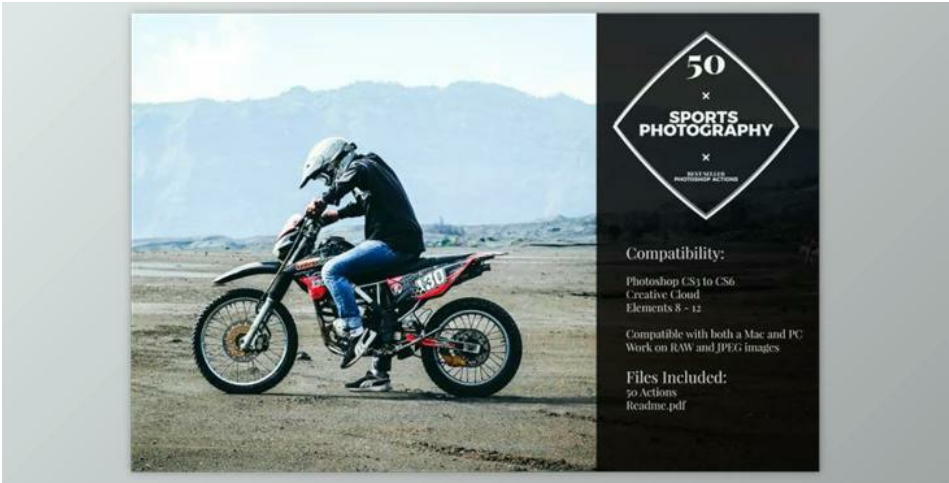 50
×
SPORTS
PHOTOGRAPHY
×
BEST SELLER
PHOTOSHOP ACTIONS
Compatibility:
Photoshop CS3 to CS6
Creative Cloud
Elements 8 - 12
Compatible with both a Mac and PC
Work on RAW and JPEG images
Files Included:
50 Actions
Readme.pdf
130